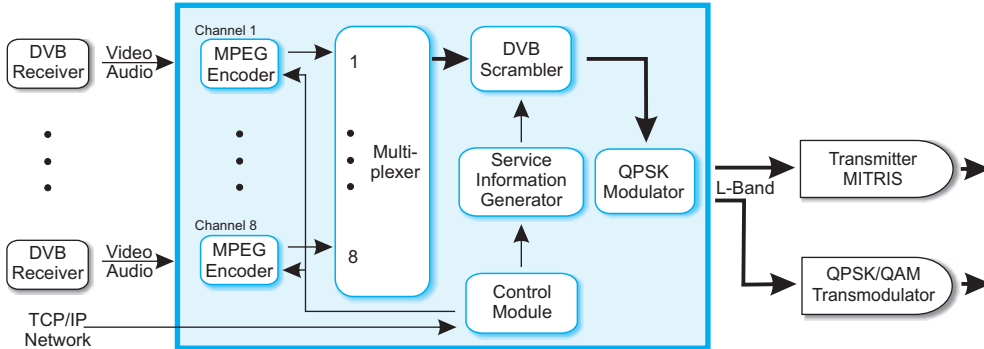 Channel 1
DVB
Receiver
Video
Audio
MPEG
Encoder
1
DVB
Scrambler
Multi-
plexer
Service
Information
Generator
QPSK
Modulator
L-Band
Transmitter
MITRIS
Channel 8
DVB
Receiver
Video
Audio
MPEG
Encoder
8
Control
Module
QPSK/QAM
Transmodulator
TCP/IP
Network